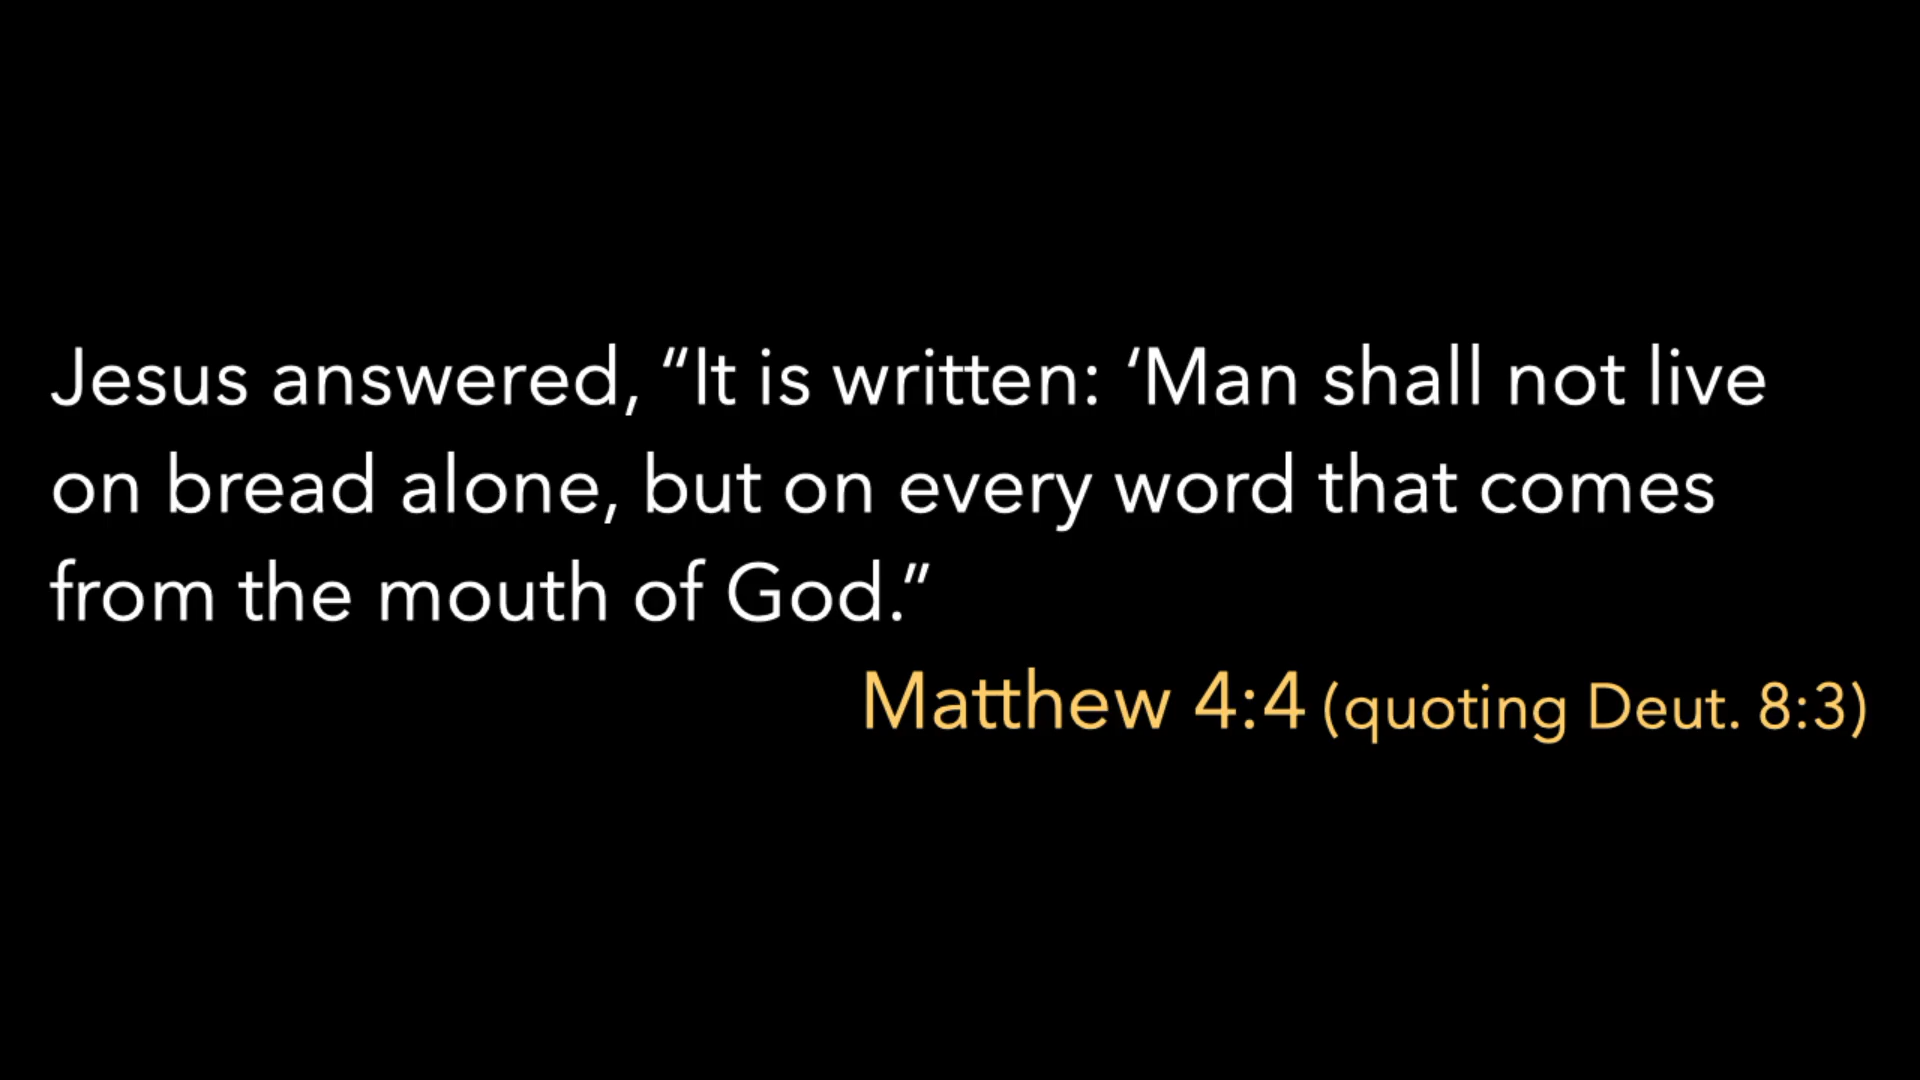 Jesus answered, “It is written: ‘Man shall not live
on bread alone, but on every word that comes
from the mouth of God.”
Matthew 4:4 (quoting Deut. 8:3)